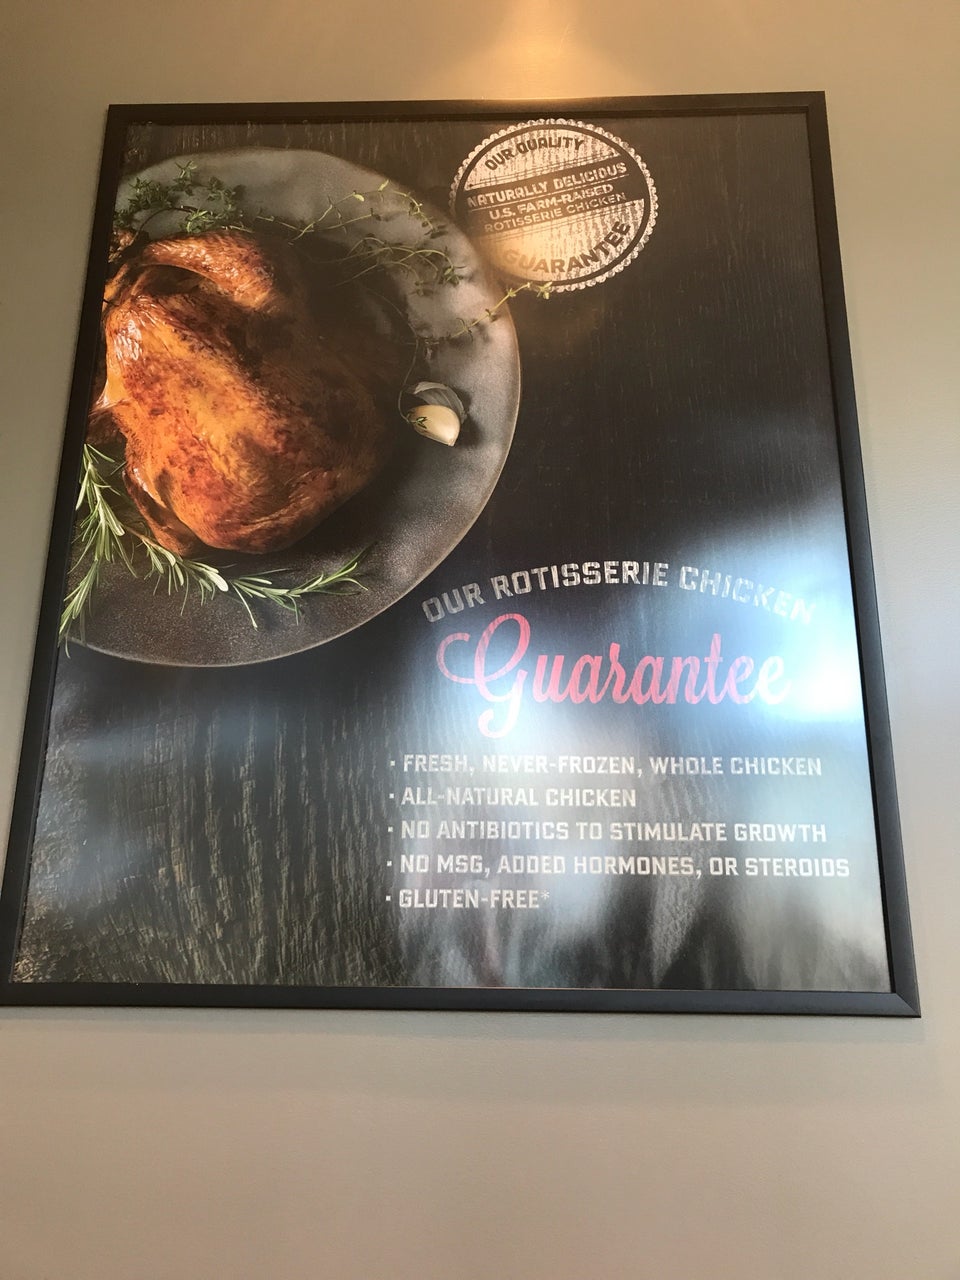 OUR QUALITY
NATURALLY DELICIOUS
U.S. FARM-RAISED
ROTISSERIE CHICKEN
GUARANTEE
OUR ROTISSERIE CHICKEN
Guarantee
· FRESH, NEVER-FROZEN, WHOLE CHICKEN
· ALL-NATURAL CHICKEN
· NO ANTIBIOTICS TO STIMULATE GROWTH
· NO MSG, ADDED HORMONES, OR STEROIDS
· GLUTEN-FREE*